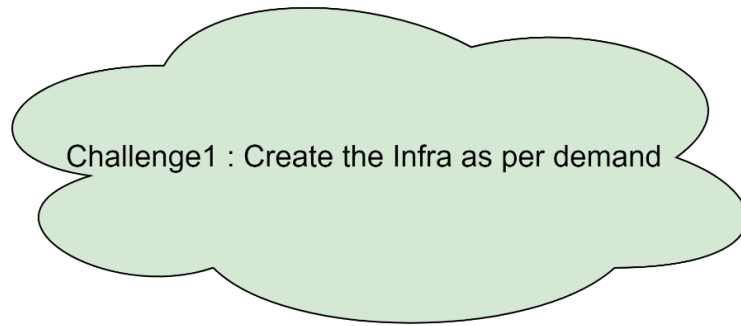 Challenge1 : Create the Infra as per demand